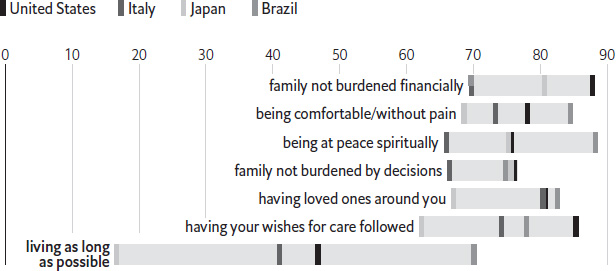 United States Italy Japan Brazil
0 10 20 30 40 50 60 70 80 90
family not burdened financially
being comfortable/without pain
being at peace spiritually
family not burdened by decisions
having loved ones around you
having your wishes for care followed
living as long
as possible